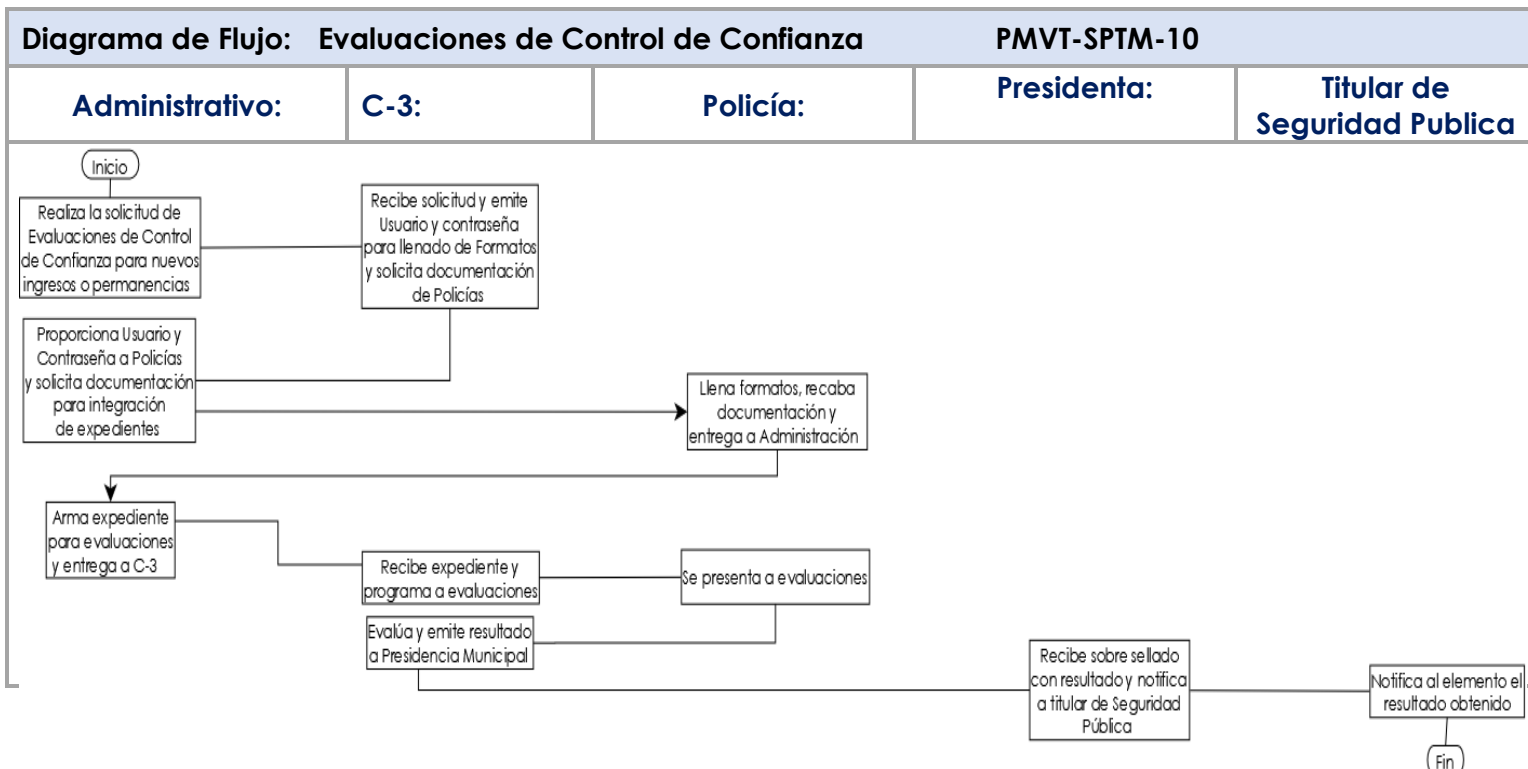 Diagrama de Flujo: Evaluaciones de Control de Confianza PMVT-SPTM-10
Administrativo:
C-3:
Policía:
Presidenta:
Titular de
Seguridad Publica
Inicio
Realiza la solicitud de
Evaluaciones de Control
de Confianza para nuevos
ingresos o permanencias
Recibe solicitud y emite
Usuario y contraseña
para llenado de Formatos
y solicita documentación
de Policías
Proporciona Usuario y
Contraseña a Policías
y solicita documentación
para integración
de expedientes
Llena formatos, recaba
documentación y
entrega a Administración
Arma expediente
para evaluaciones
y entrega a C-3
Recibe expediente y
programa a evaluaciones
Se presenta a evaluaciones
Evalúa y emite resultado
a Presidencia Municipal
Recibe sobre sellado
con resultado y notifica
a titular de Seguridad
Pública
Notifica al elemento el
resultado obtenido
Fin